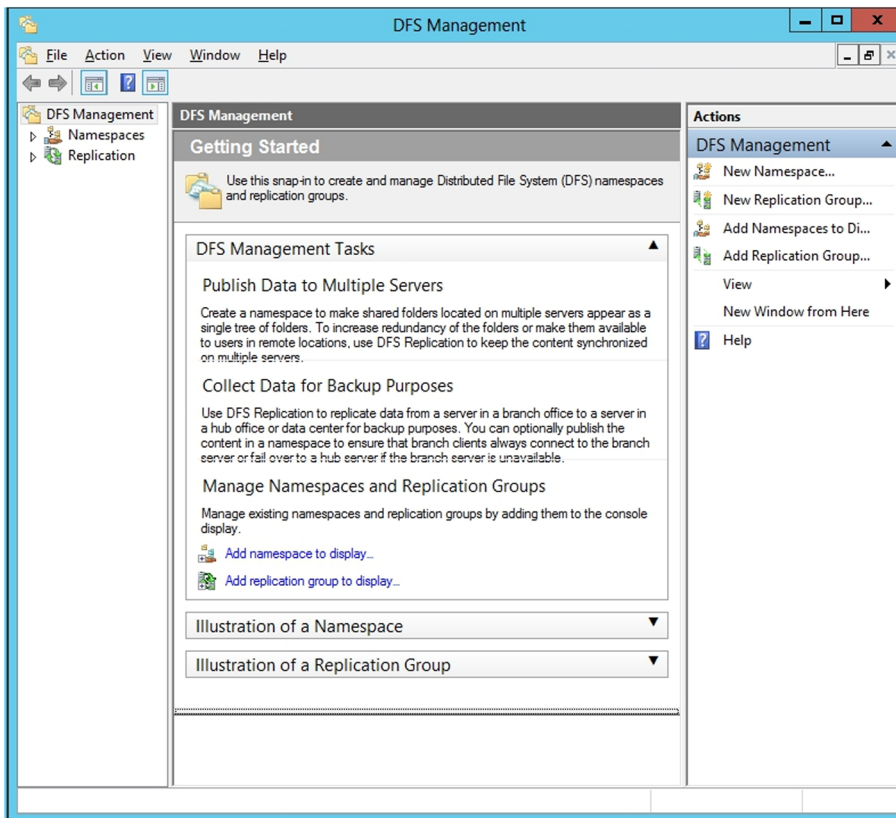 DFS Management
File Action View Window Help
DFS Management
Namespaces
Replication
DFS Management
Getting Started
Use this snap-in to create and manage Distributed File System (DFS) namespaces
and replication groups.
DFS Management Tasks
Publish Data to Multiple Servers
Create a namespace to make shared folders located on multiple servers appear as a
single tree of folders. To increase redundancy of the folders or make them available
to users in remote locations, use DFS Replication to keep the content synchronized
on multiple servers.
Collect Data for Backup Purposes
Use DFS Replication to replicate data from a server in a branch office to a server in
a hub office or data center for backup purposes. You can optionally publish the
content in a namespace to ensure that branch clients always connect to the branch
server or fail over to a hub server if the branch server is unavailable.
Manage Namespaces and Replication Groups
Manage existing namespaces and replication groups by adding them to the console
display.
Add namespace to display...
Add replication group to display...
Illustration of a Namespace
Illustration of a Replication Group
Actions
DFS Management
New Namespace...
New Replication Group...
Add Namespaces to Di...
Add Replication Group...
View
New Window from Here
Help